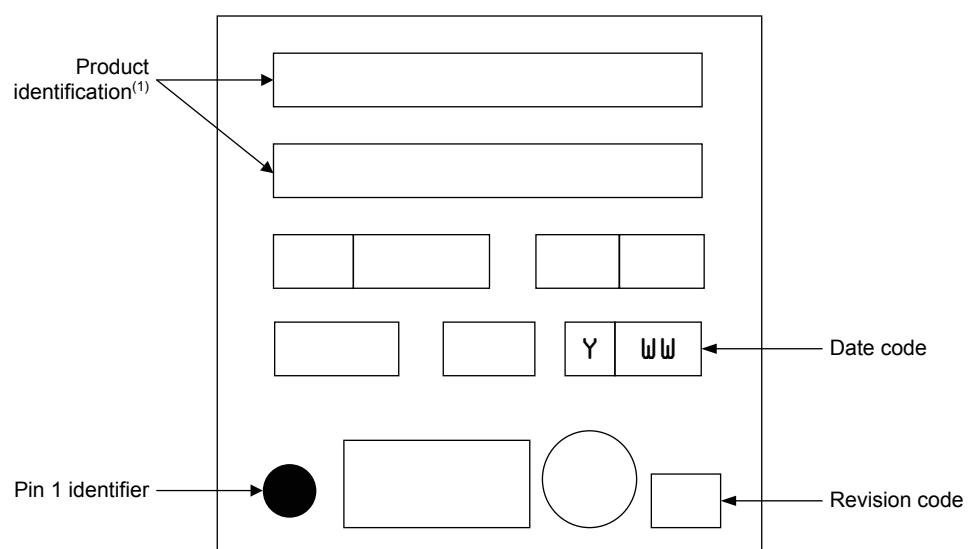 Product
identification(1)
Y WW
Date code
Pin 1 identifier
Revision code